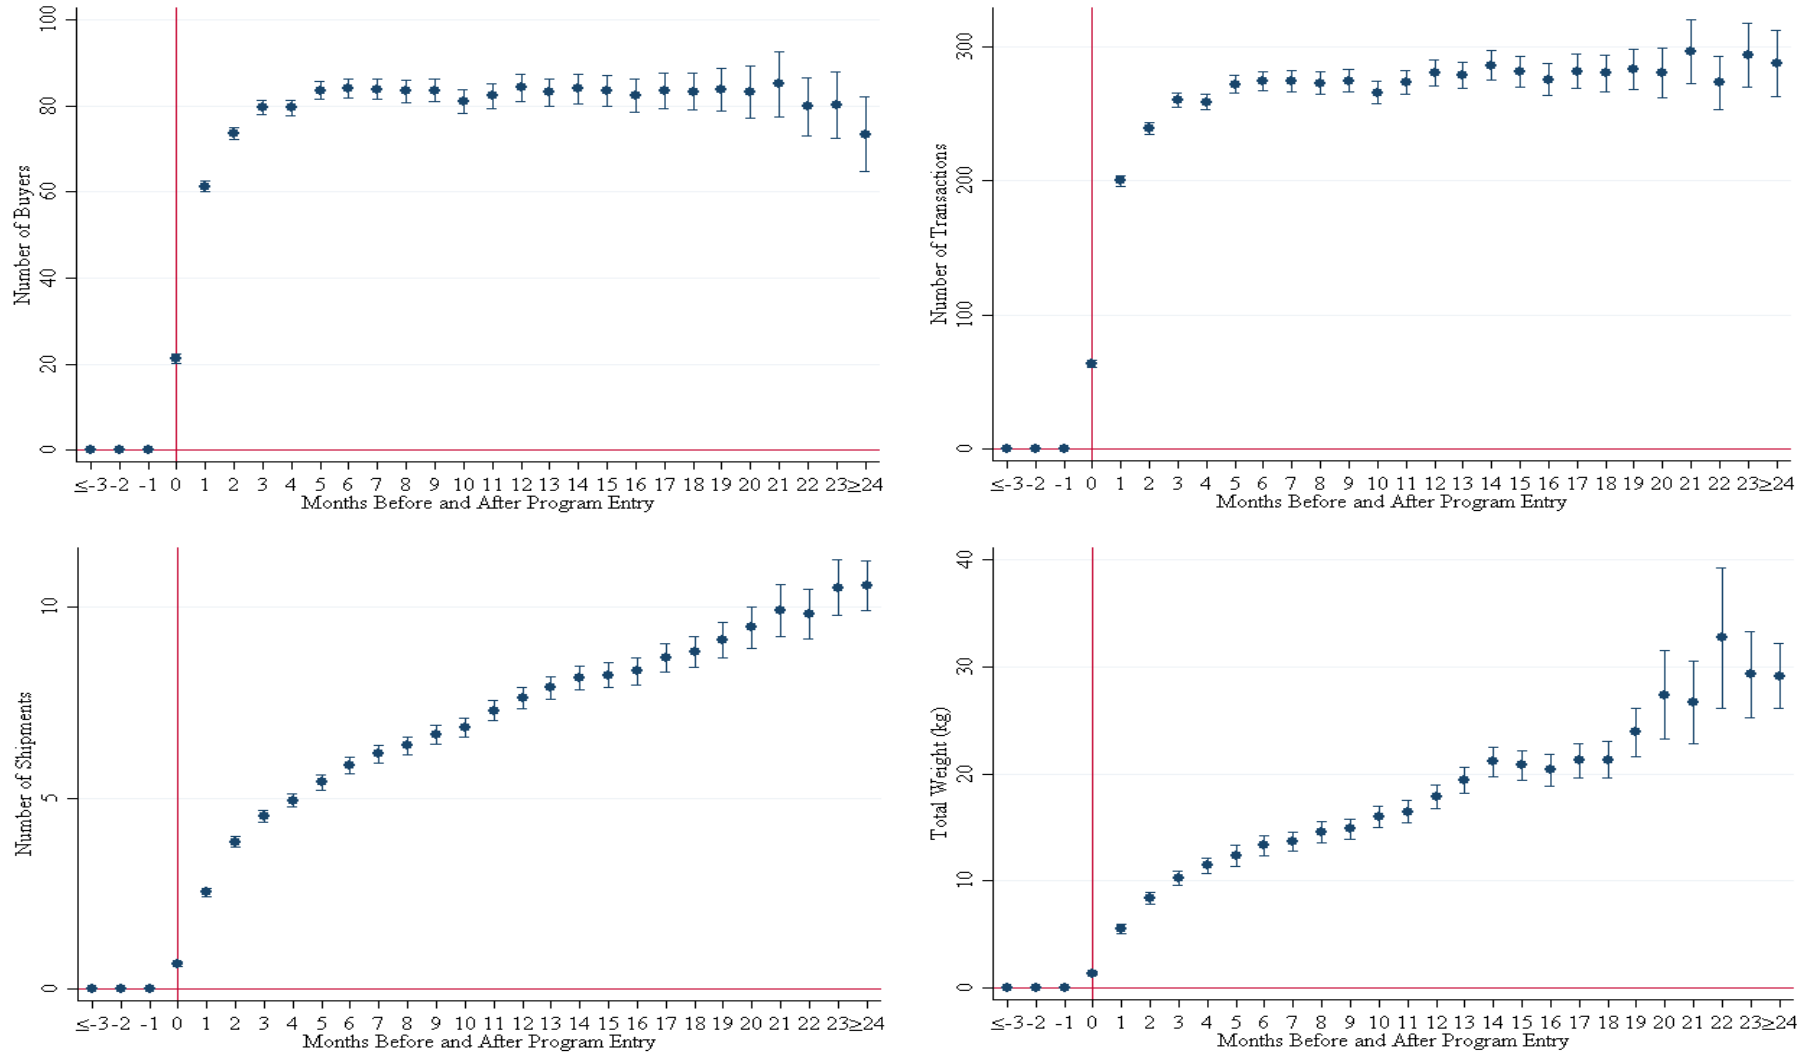 Number of Buyers
100
80
60
40
20
0
≤-3 -2 -1 0 1 2 3 4 5 6 7 8 9 10 11 12 13 14 15 16 17 18 19 20 21 22 23 ≥24
Months Before and After Program Entry
Number of Transactions
300
200
100
0
≤-3 -2 -1 0 1 2 3 4 5 6 7 8 9 10 11 12 13 14 15 16 17 18 19 20 21 22 23 ≥24
Months Before and After Program Entry
Number of Shipments
10
5
0
≤-3 -2 -1 0 1 2 3 4 5 6 7 8 9 10 11 12 13 14 15 16 17 18 19 20 21 22 23 ≥24
Months Before and After Program Entry
Total Weight (kg)
40
30
20
10
0
≤-3 -2 -1 0 1 2 3 4 5 6 7 8 9 10 11 12 13 14 15 16 17 18 19 20 21 22 23 ≥24
Months Before and After Program Entry